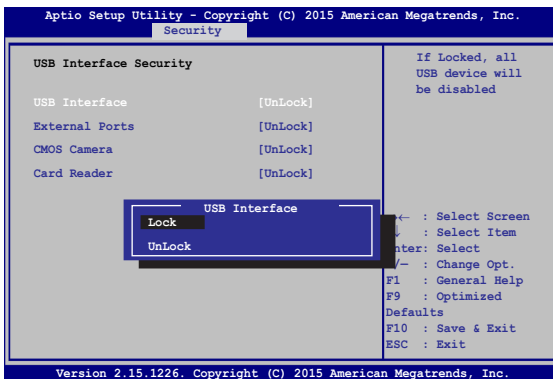 Aptio Setup Utility - Copyright (C) 2015 American Megatrends, Inc.
Security
USB Interface Security
USB Interface [UnLock]
External Ports [UnLock]
CMOS Camera [UnLock]
Card Reader [UnLock]
If Locked, all
USB device will
be disabled
USB Interface
Lock
UnLock
← : Select Screen
↓ : Select Item
nter: Select
/— : Change Opt.
F1 : General Help
F9 : Optimized
Defaults
F10 : Save & Exit
ESC : Exit
Version 2.15.1226. Copyright (C) 2015 American Megatrends, Inc.